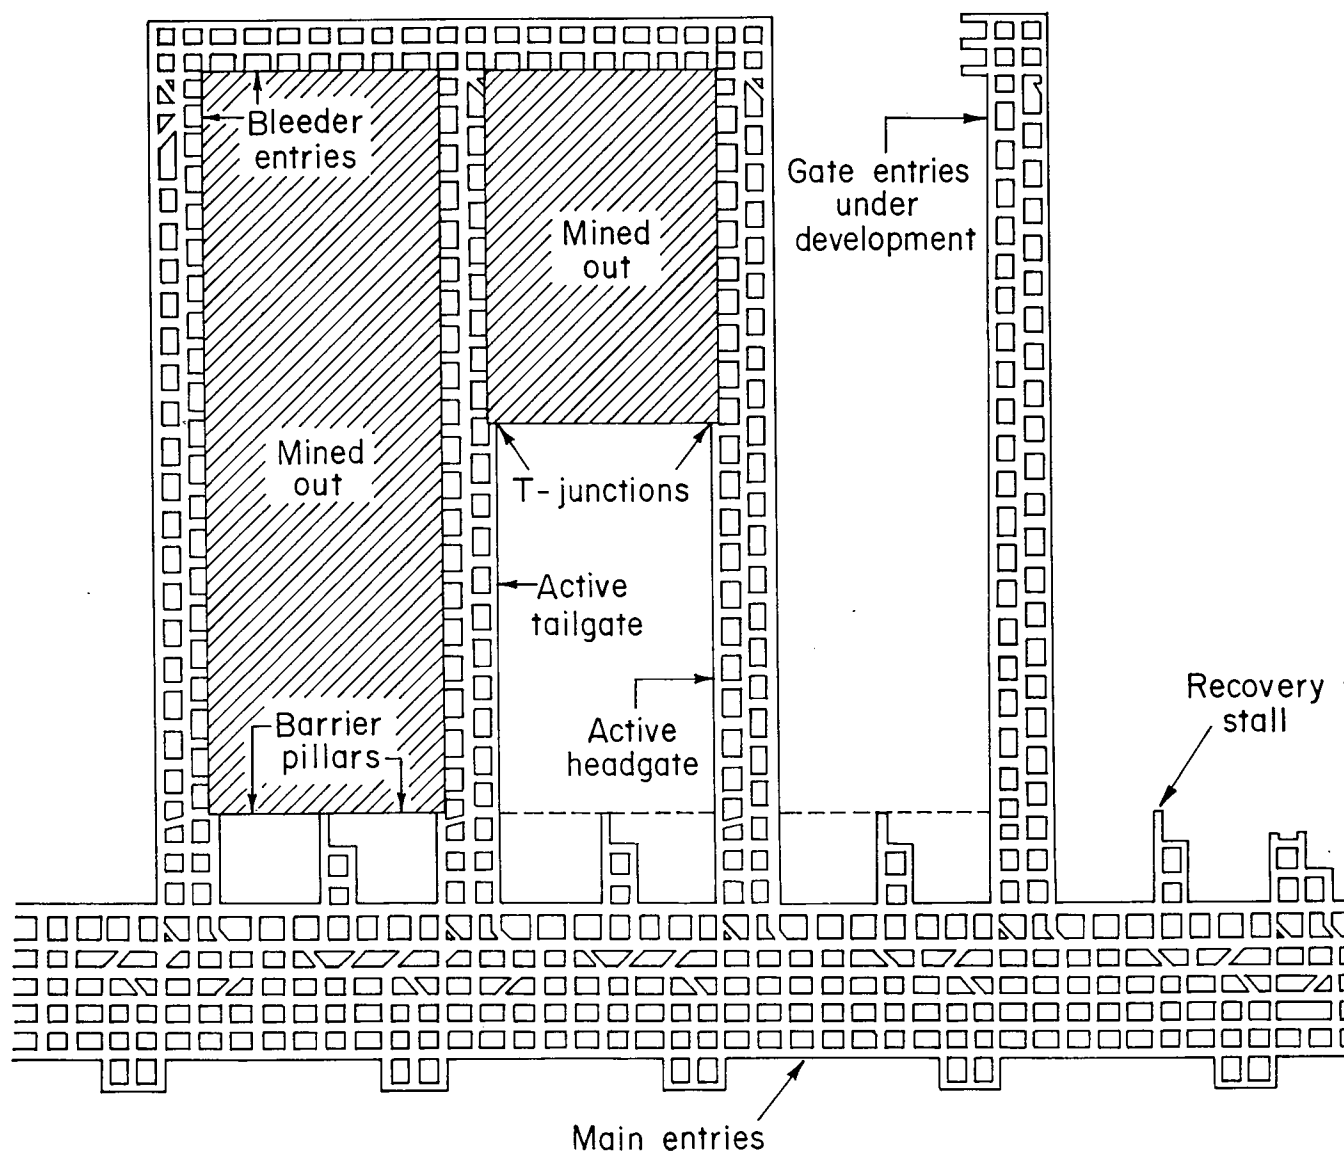 Bleeder
entries
Mined
out
Gate entries
under
development
Mined
out
T-junctions
Active
tailgate
Active
headgate
Barrier
pillars
Recovery
stall
Main entries